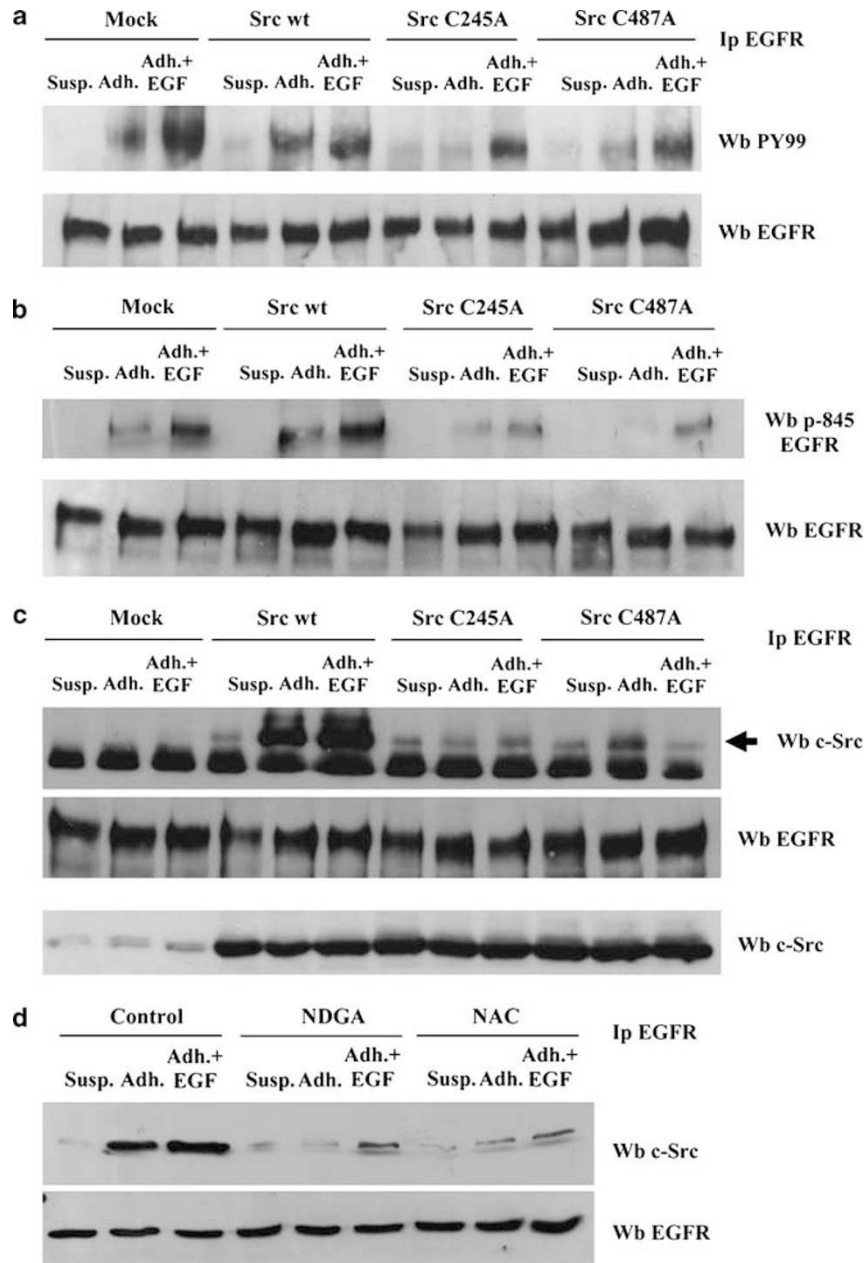 a
Mock Src wt Src C245A Src C487A
Ip EGFR
Susp. Adh. Adh.+ EGF Susp. Adh. Adh.+ EGF Susp. Adh. Adh.+ EGF Susp. Adh. Adh.+ EGF
Wb PY99
Wb EGFR
b
Mock Src wt Src C245A Src C487A
Susp. Adh. Adh.+ EGF Susp. Adh. Adh.+ EGF Susp. Adh. Adh.+ EGF Susp. Adh. Adh.+ EGF
Wb p-845
EGFR
Wb EGFR
c
Mock Src wt Src C245A Src C487A
Ip EGFR
Susp. Adh. Adh.+ EGF Susp. Adh. Adh.+ EGF Susp. Adh. Adh.+ EGF Susp. Adh. Adh.+ EGF
Wb c-Src
Wb EGFR
Wb c-Src
d
Control NDGA NAC
Ip EGFR
Susp. Adh. Adh.+ EGF Susp. Adh. Adh.+ EGF Susp. Adh. Adh.+ EGF
Wb c-Src
Wb EGFR